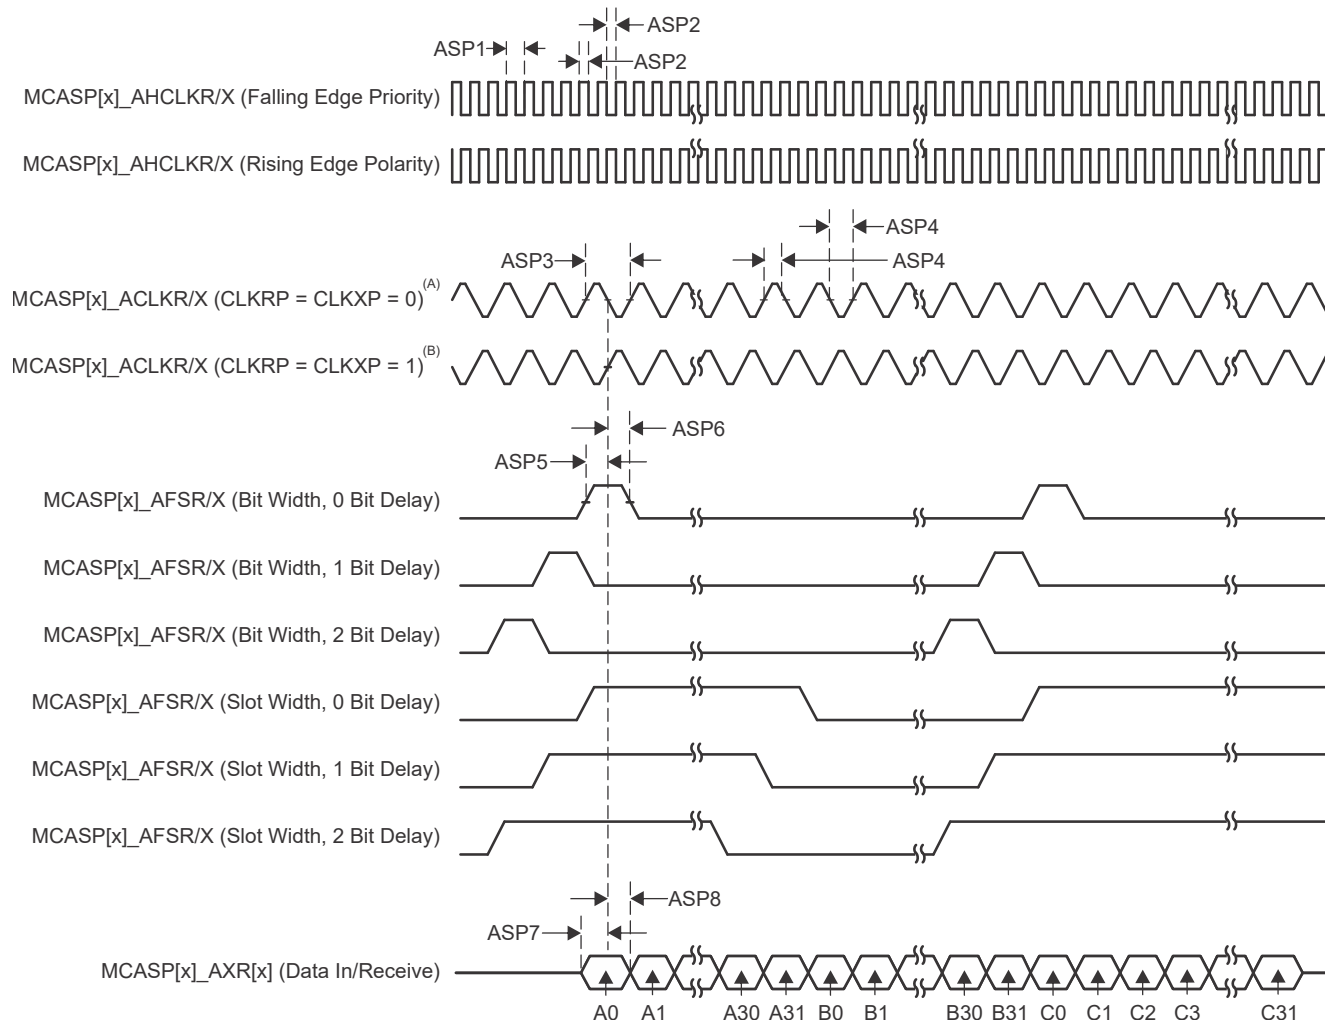 ASP2
ASP1
ASP2
MCASP[x]_AHCLKR/X (Falling Edge Priority)
MCASP[x]_AHCLKR/X (Rising Edge Polarity)
ASP4
ASP3
ASP4
MCASP[x]_ACLKR/X (CLKRP = CLKXP = 0)(A)
MCASP[x]_ACLKR/X (CLKRP = CLKXP = 1)(B)
ASP6
ASP5
MCASP[x]_AFSR/X (Bit Width, 0 Bit Delay)
MCASP[x]_AFSR/X (Bit Width, 1 Bit Delay)
MCASP[x]_AFSR/X (Bit Width, 2 Bit Delay)
MCASP[x]_AFSR/X (Slot Width, 0 Bit Delay)
MCASP[x]_AFSR/X (Slot Width, 1 Bit Delay)
MCASP[x]_AFSR/X (Slot Width, 2 Bit Delay)
ASP8
ASP7
MCASP[x]_AXR[x] (Data In/Receive)
A0 A1 A30 A31 B0 B1 B30 B31 C0 C1 C2 C3 C31